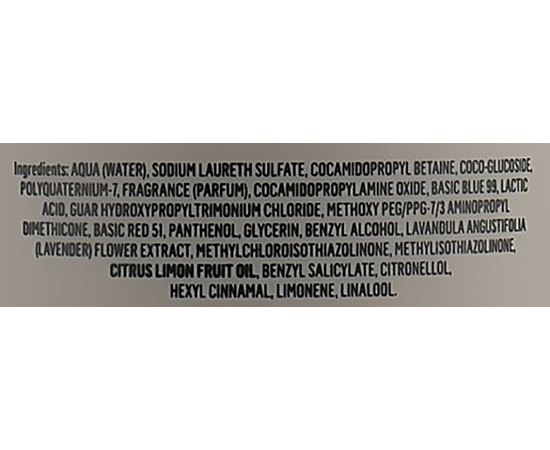 Ingredients: AQUA (WATER), SODIUM LAURETH SULFATE, COCAMIDOPROPYL BETAINE, COCO-GLUCOSIDE,
POLYQUATERNIUM-7, FRAGRANCE (PARFUM), COCAMIDOPROPYLAMINE OXIDE, BASIC BLUE 99, LACTIC
ACID, GUAR HYDROXYPROPYLTRIMONIUM CHLORIDE, METHOXY PEG/PPG-7/3 AMINOPROPYL
DIMETHICONE, BASIC RED 51, PANTHENOL, GLYCERIN, BENZYL ALCOHOL, LAVANDULA ANGUSTIFOLIA
(LAVENDER) FLOWER EXTRACT, METHYLCHLOROISOTHIAZOLINONE, METHYLISOTHIAZOLINONE,
CITRUS LIMON FRUIT OIL, BENZYL SALICYLATE, CITRONELLOL,
HEXYL CINNAMAL, LIMONENE, LINALOOL.